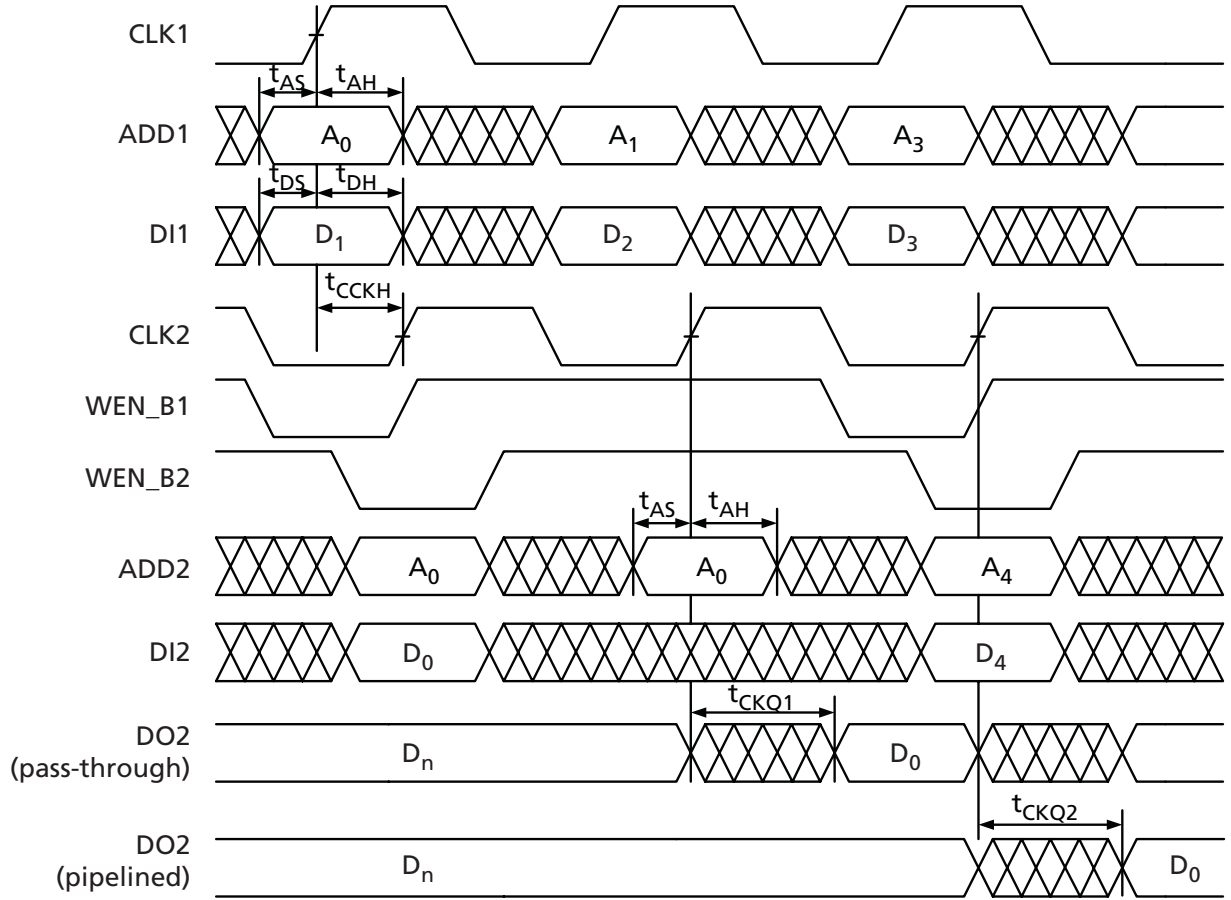 CLK1
tAS tAH
ADD1 A0 A1 A3
tDS tDH
DI1 D1 D2 D3
tCCKH
CLK2
WEN_B1
WEN_B2
tAS tAH
ADD2 A0 A0 A4
DI2 D0 D4
tCKQ1
DO2
(pass-through) Dn D0
tCKQ2
DO2
(pipelined) Dn D0